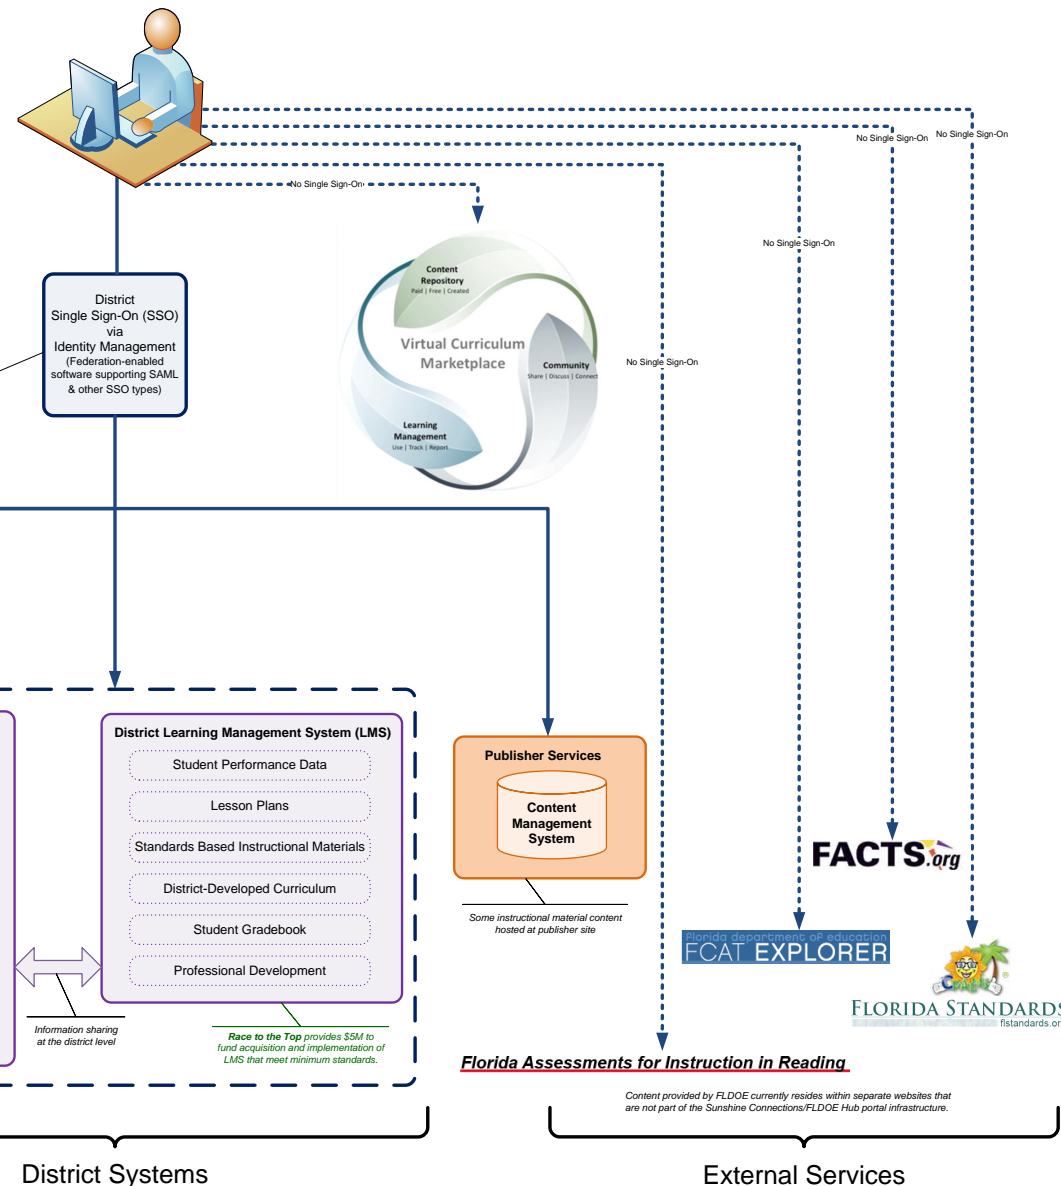 No Single Sign-On
No Single Sign-On
No Single Sign-On
No Single Sign-On
No Single Sign-On
District
Single Sign-On (SSO)
via
Identity Management
(Federation-enabled
software supporting SAML
& other SSO types)
Content
Repository
Paid | Free | Created
Virtual Curriculum
Marketplace
Community
Share | Discuss | Connect
Learning
Management
Use | Track | Report
District Learning Management System (LMS)
Student Performance Data
Lesson Plans
Standards Based Instructional Materials
District-Developed Curriculum
Student Gradebook
Professional Development
Publisher Services
Content
Management
System
Some instructional material content
hosted at publisher site
FACTS.org
Florida department of education
FCAT EXPLORER
FLORIDA STANDARDS
flstandards.or
Information sharing
at the district level
Race to the Top provides $5M to
fund acquisition and implementation of
LMS that meet minimum standards.
Florida Assessments for Instruction in Reading
Content provided by FLDOE currently resides within separate websites that
are not part of the Sunshine Connections/FLDOE Hub portal infrastructure.
District Systems
External Services